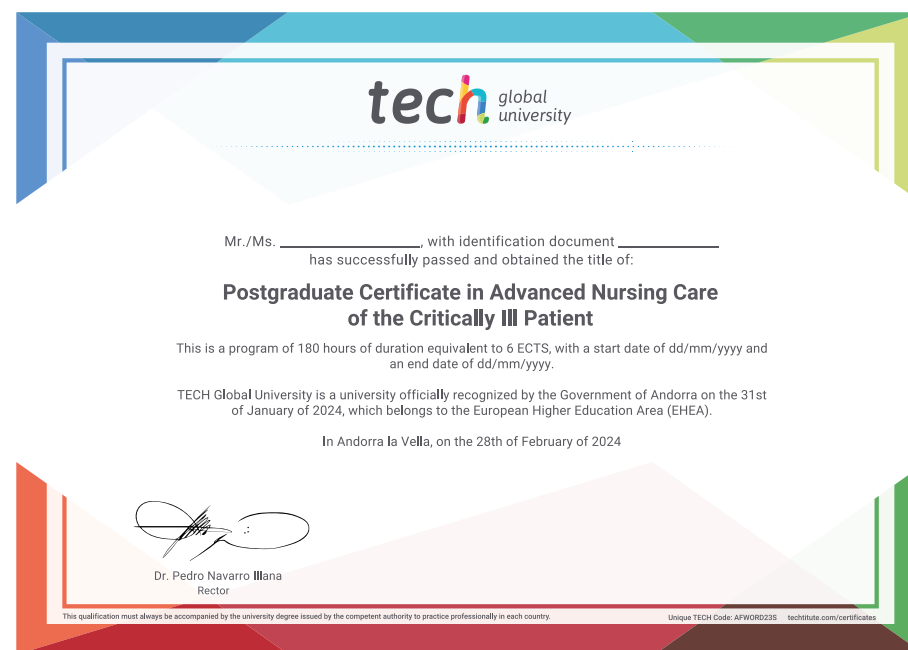 tech global university
Mr./Ms. ____________, with identification document ____________
has successfully passed and obtained the title of:
Postgraduate Certificate in Advanced Nursing Care
of the Critically Ill Patient
This is a program of 180 hours of duration equivalent to 6 ECTS, with a start date of dd/mm/yyyy and
an end date of dd/mm/yyyy.
TECH Global University is a university officially recognized by the Government of Andorra on the 31st
of January of 2024, which belongs to the European Higher Education Area (EHEA).
In Andorra la Vella, on the 28th of February of 2024
Dr. Pedro Navarro Illana
Rector
This qualification must always be accompanied by the university degree issued by the competent authority to practice professionally in each country.
Unique TECH Code: AFWORD23S techtitute.com/certificates